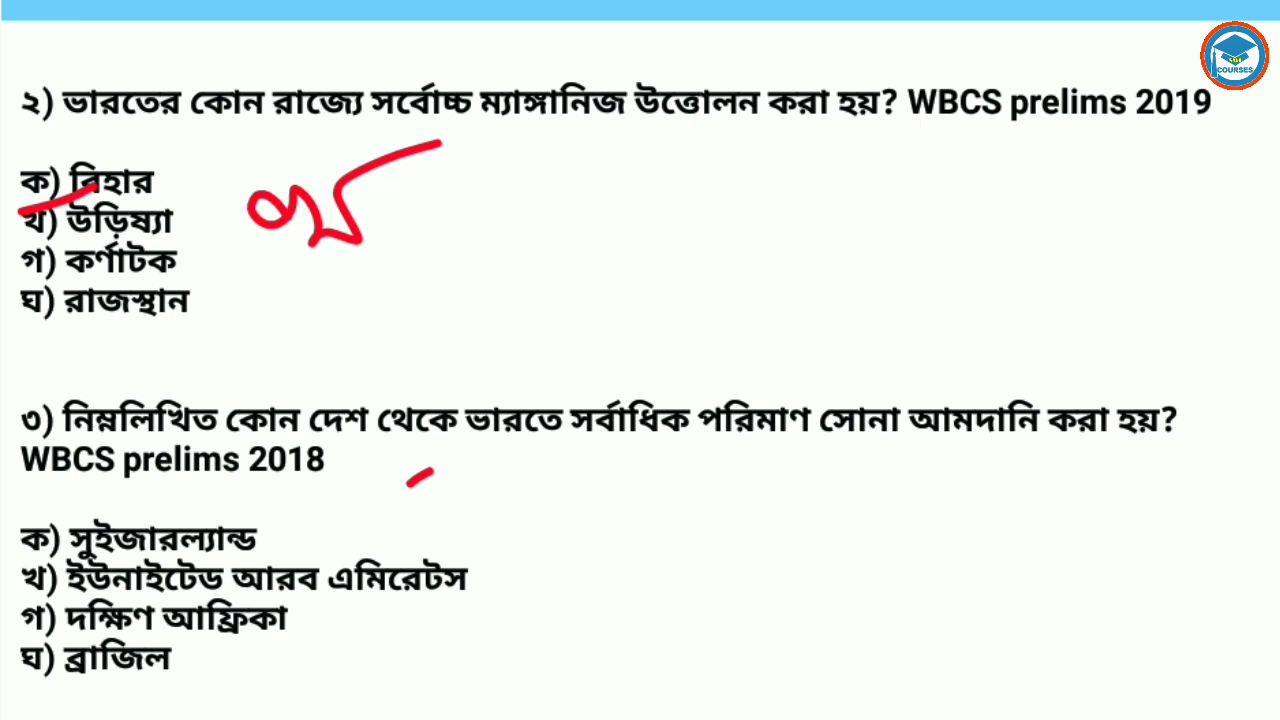 COURSES
২) ভারতের কোন রাজ্যে সর্বোচ্চ ম্যাঙ্গানিজ উত্তোলন করা হয়? WBCS prelims 2019
ক) বিহার
খ) উড়িষ্যা
গ) কর্ণাটক
ঘ) রাজস্থান
খ
৩) নিম্নলিখিত কোন দেশ থেকে ভারতে সর্বাধিক পরিমাণ সোনা আমদানি করা হয়?
WBCS prelims 2018
ক) সুইজারল্যান্ড
খ) ইউনাইটেড আরব এমিরেটস
গ) দক্ষিণ আফ্রিকা
ঘ) ব্রাজিল